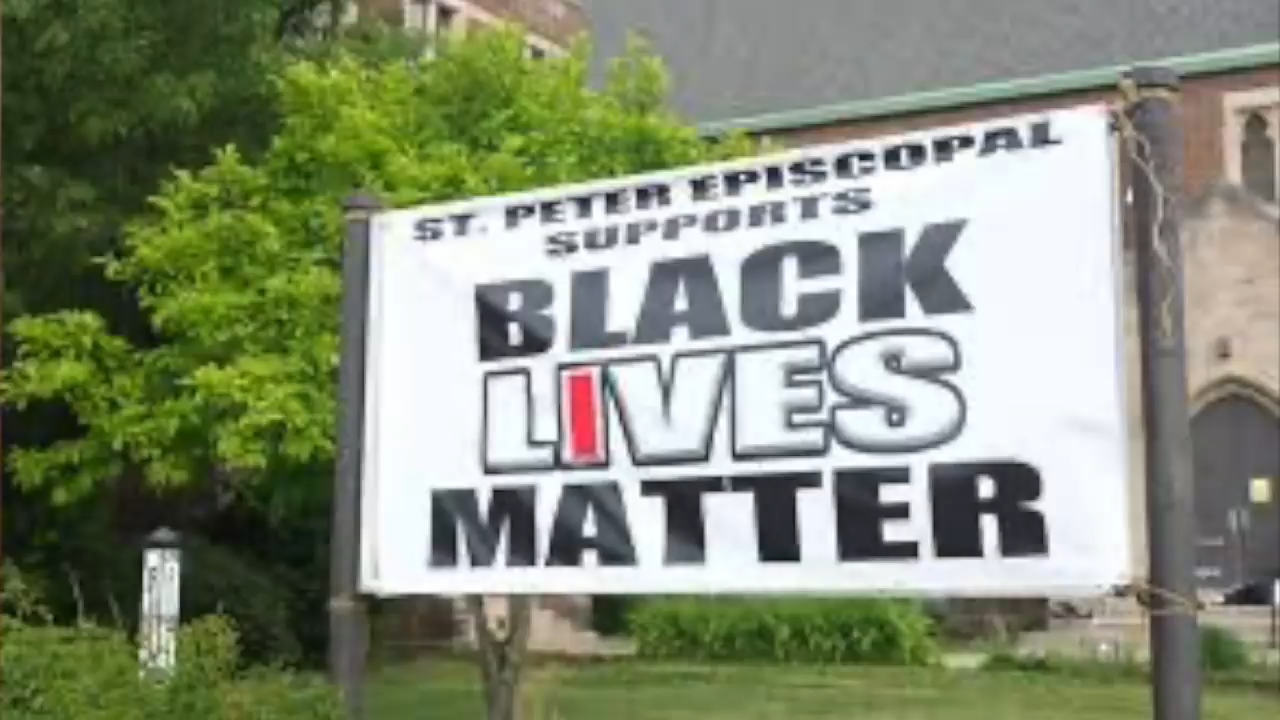 ST. PETER EPISCOPAL
SUPPORTS
BLACK
LIVES
MATTER